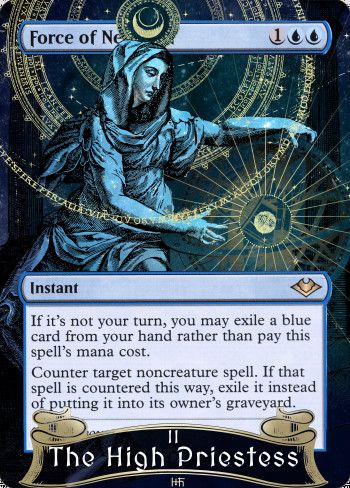 Force of Ne
1
Instant
If it's not your turn, you may exile a blue
card from your hand rather than pay this
spell's mana cost.
Counter target noncreature spell. If that
spell is countered this way, exile it instead
of putting it into its owner's graveyard.
II
The High Priestess